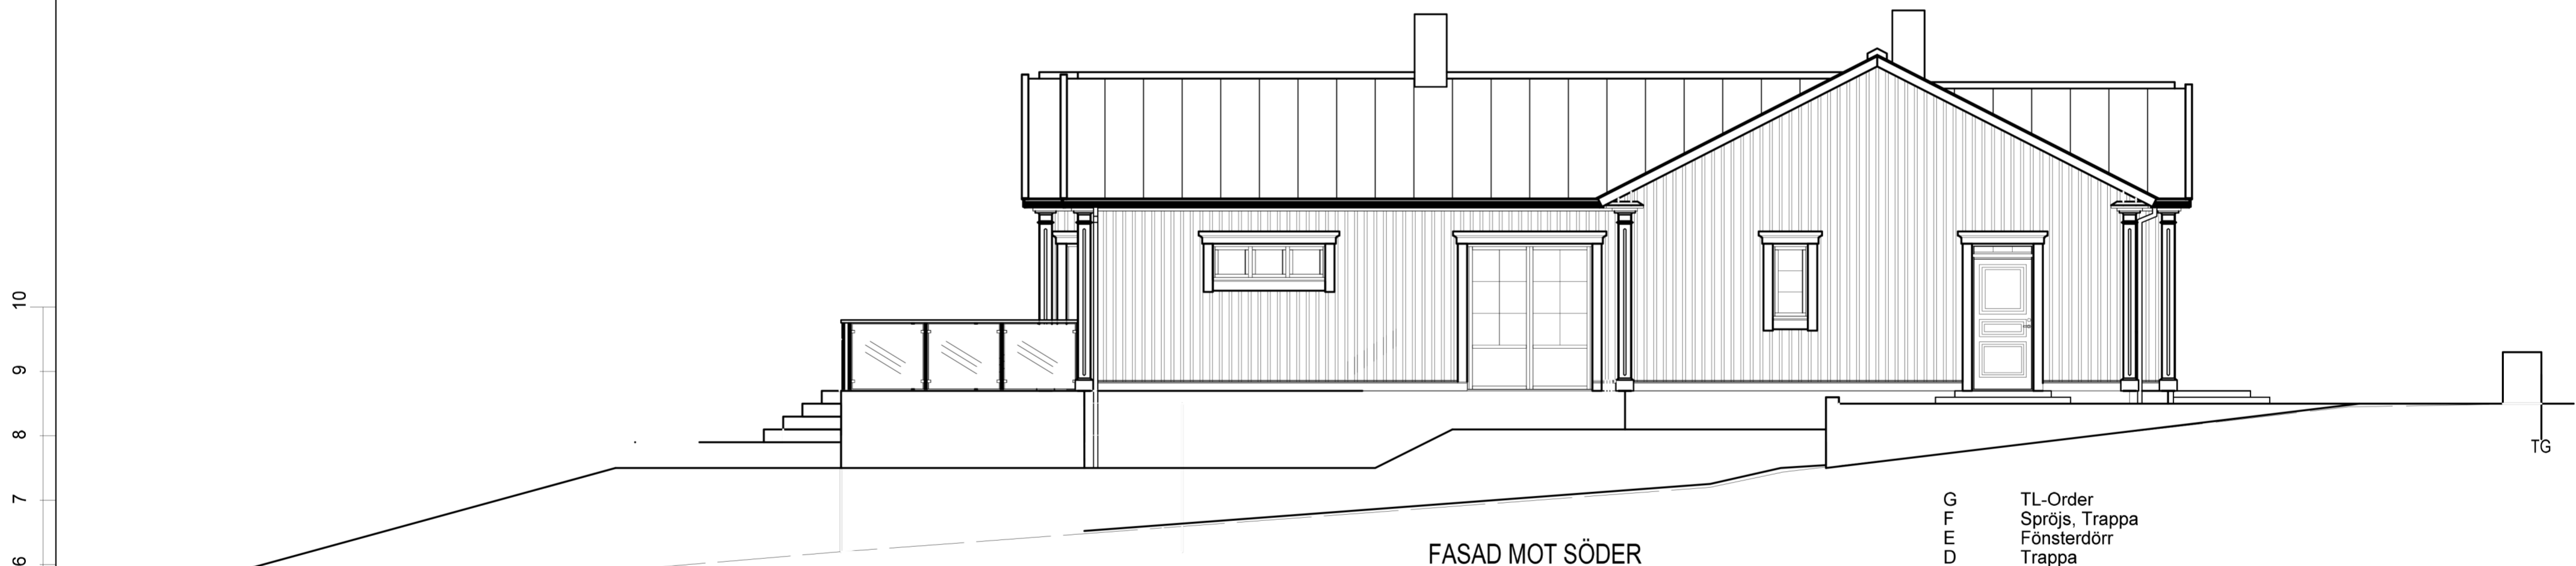 10
9
8
7
6
TG
G TL-Order
F Spröjs, Trappa
E Fönsterdörr
D Trappa
FASAD MOT SÖDER